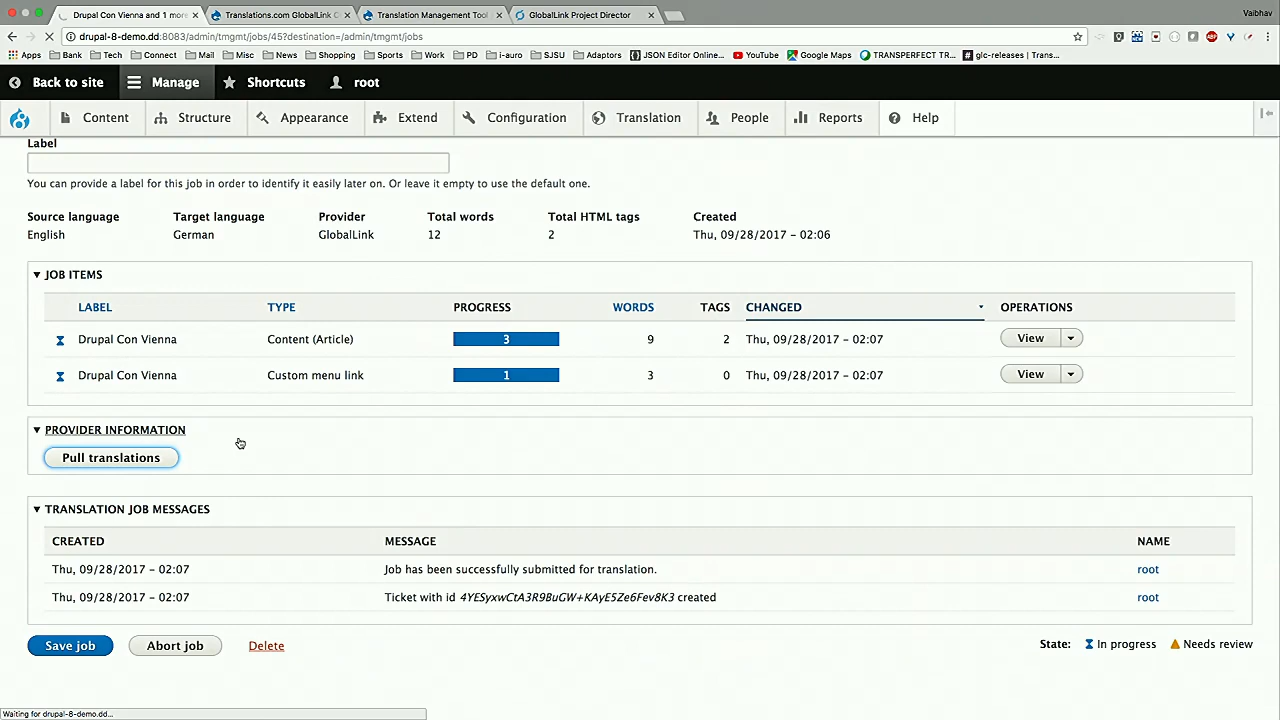 Drupal Con Vienna and 1 more
Translations.com GlobalLink C
Translation Management Tool
GlobalLink Project Director
Vaibhav
drupal-8-demo.dd:8083/admin/tmgmt/jobs/45?destination=/admin/tmgmt/jobs
Apps Bank Tech Connect Mail Misc News Shopping Sports Work PD i-auro SJSU Adaptors JSON Editor Online... YouTube Google Maps TRANSPERFECT TR... glc-releases | Trans...
Back to site Manage Shortcuts root
Content Structure Appearance Extend Configuration Translation People Reports Help
Label
You can provide a label for this job in order to identify it easily later on. Or leave it empty to use the default one.
Source language Target language Provider Total words Total HTML tags Created
English German GlobalLink 12 2 Thu, 09/28/2017 - 02:06
JOB ITEMS
LABEL TYPE PROGRESS WORDS TAGS CHANGED OPERATIONS
Drupal Con Vienna Content (Article) 3 9 2 Thu, 09/28/2017 - 02:07 View
Drupal Con Vienna Custom menu link 1 3 0 Thu, 09/28/2017 - 02:07 View
PROVIDER INFORMATION
Pull translations
TRANSLATION JOB MESSAGES
CREATED MESSAGE NAME
Thu, 09/28/2017 - 02:07 Job has been successfully submitted for translation. root
Thu, 09/28/2017 - 02:07 Ticket with id 4YESyxwCtA3R9BuGW+KAyE5Ze6Fev8K3 created root
Save job Abort job Delete State: In progress Needs review
Waiting for drupal-8-demo.dd...